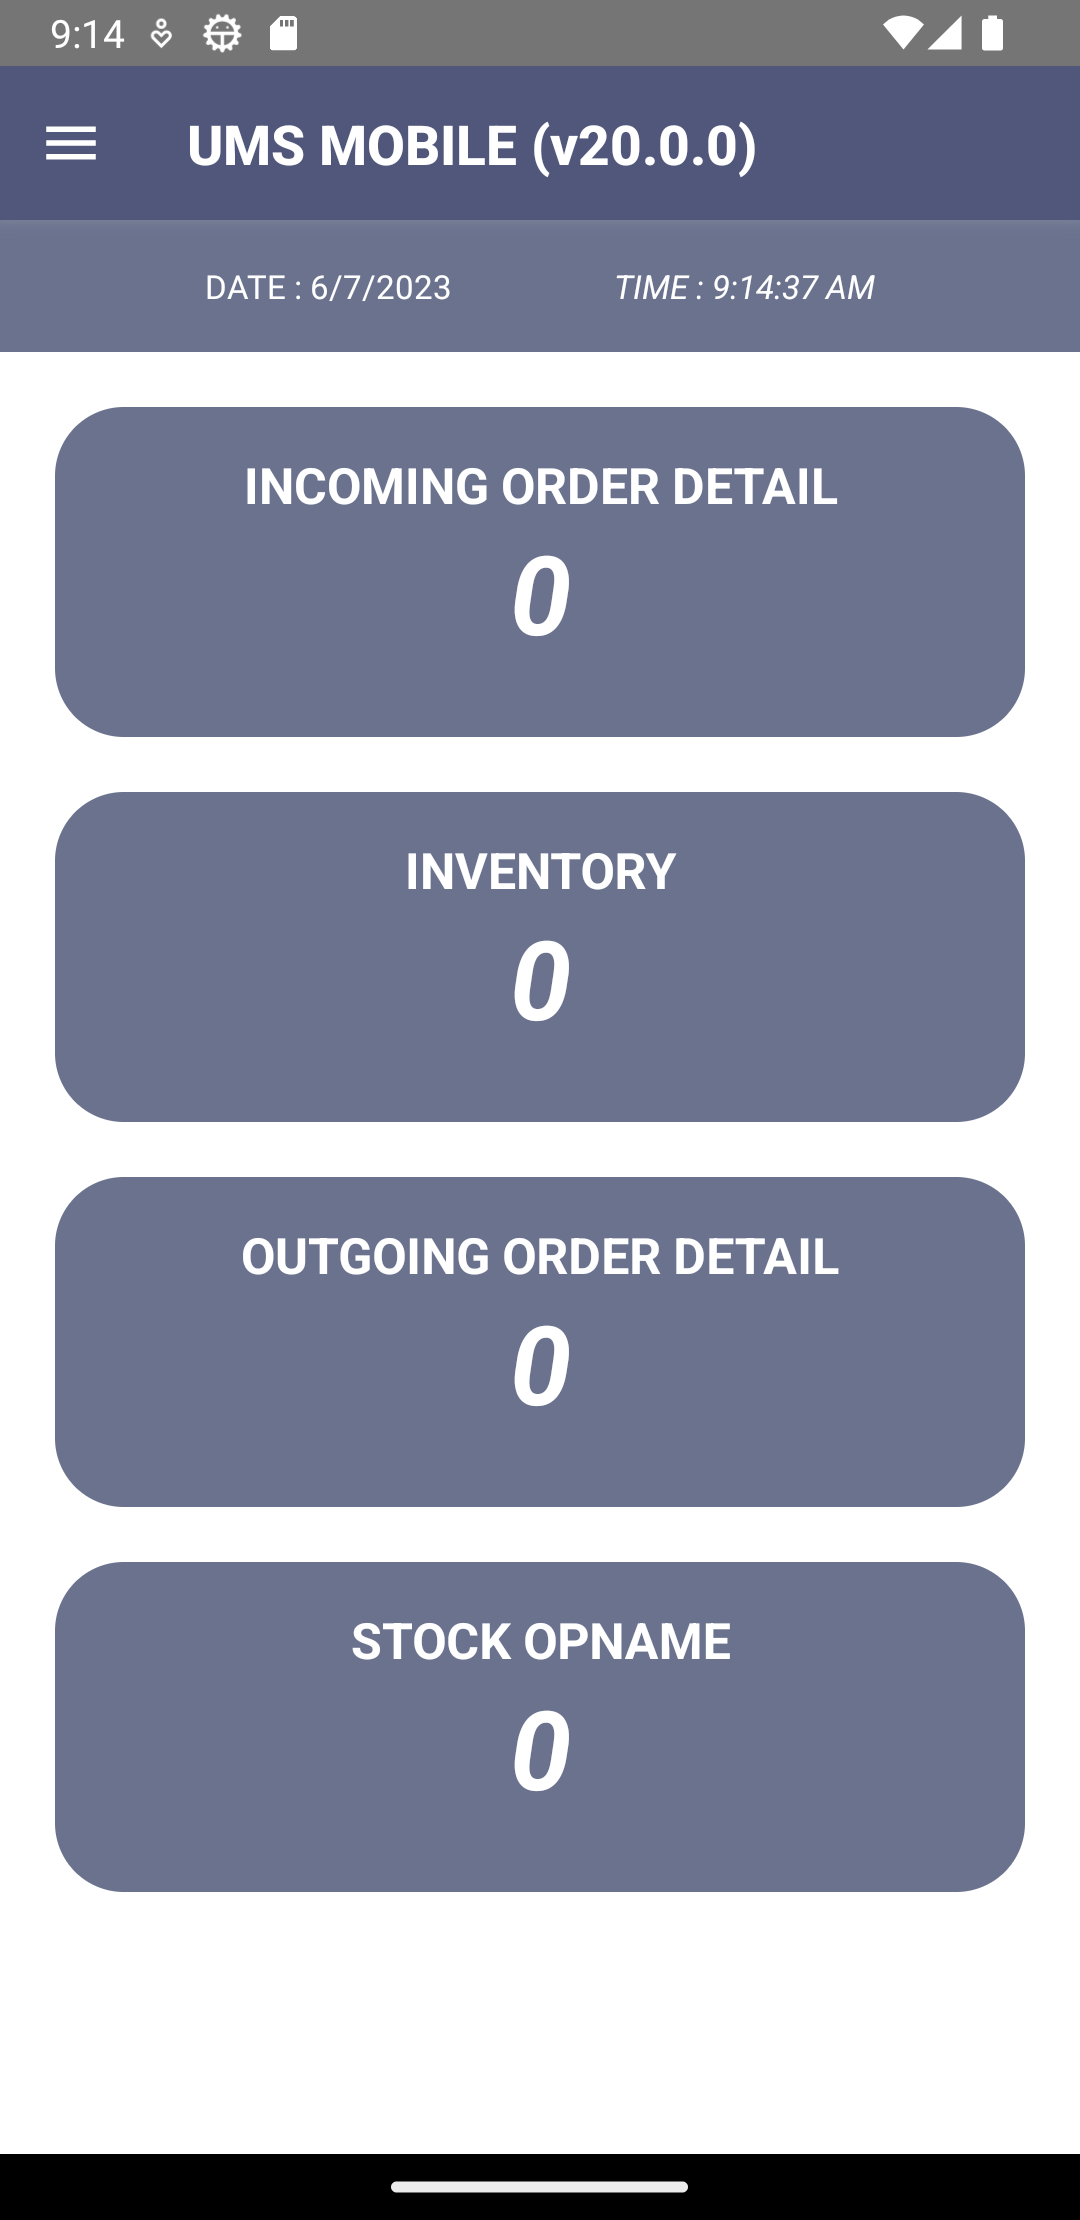 9:14
UMS MOBILE (v20.0.0)
DATE : 6/7/2023 TIME : 9:14:37 AM
INCOMING ORDER DETAIL
0
INVENTORY
0
OUTGOING ORDER DETAIL
0
STOCK OPNAME
0